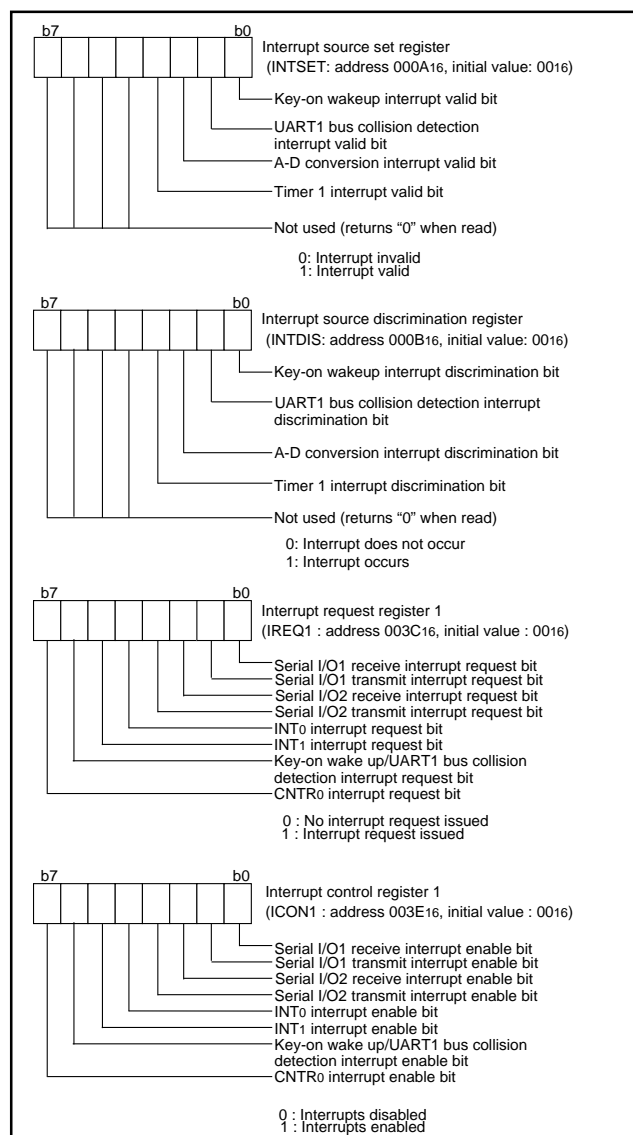 b7 b0
Interrupt source set register
(INTSET: address 000A16, initial value: 0016)
Key-on wakeup interrupt valid bit
UART1 bus collision detection
interrupt valid bit
A-D conversion interrupt valid bit
Timer 1 interrupt valid bit
Not used (returns “0” when read)
0: Interrupt invalid
1: Interrupt valid
b7 b0
Interrupt source discrimination register
(INTDIS: address 000B16, initial value: 0016)
Key-on wakeup interrupt discrimination bit
UART1 bus collision detection interrupt
discrimination bit
A-D conversion interrupt discrimination bit
Timer 1 interrupt discrimination bit
Not used (returns “0” when read)
0: Interrupt does not occur
1: Interrupt occurs
b7 b0
Interrupt request register 1
(IREQ1 : address 003C16, initial value : 0016)
Serial I/O1 receive interrupt request bit
Serial I/O1 transmit interrupt request bit
Serial I/O2 receive interrupt request bit
Serial I/O2 transmit interrupt request bit
INT0 interrupt request bit
INT1 interrupt request bit
Key-on wake up/UART1 bus collision
detection interrupt request bit
CNTR0 interrupt request bit
0 : No interrupt request issued
1 : Interrupt request issued
b7 b0
Interrupt control register 1
(ICON1 : address 003E16, initial value : 0016)
Serial I/O1 receive interrupt enable bit
Serial I/O1 transmit interrupt enable bit
Serial I/O2 receive interrupt enable bit
Serial I/O2 transmit interrupt enable bit
INT0 interrupt enable bit
INT1 interrupt enable bit
Key-on wake up/UART1 bus collision
detection interrupt enable bit
CNTR0 interrupt enable bit
0 : Interrupts disabled
1 : Interrupts enabled